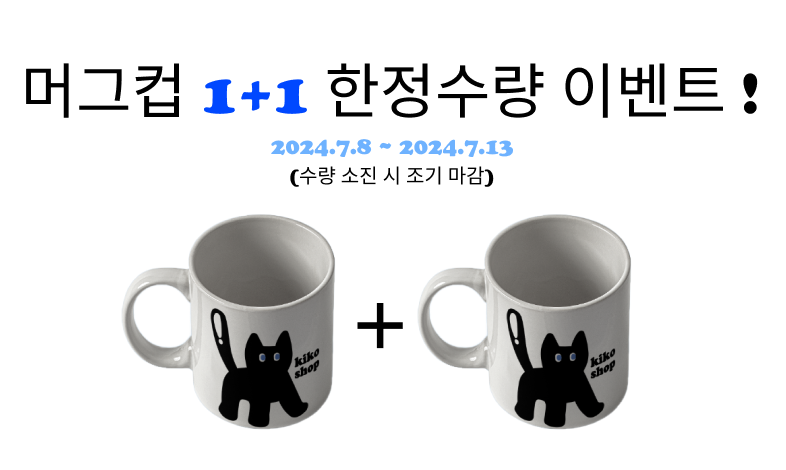 머그컵 1+1 한정수량 이벤트 !
2024.7.8 ~ 2024.7.13
(수량 소진 시 조기 마감)
+
kiko
shop
kiko
shop